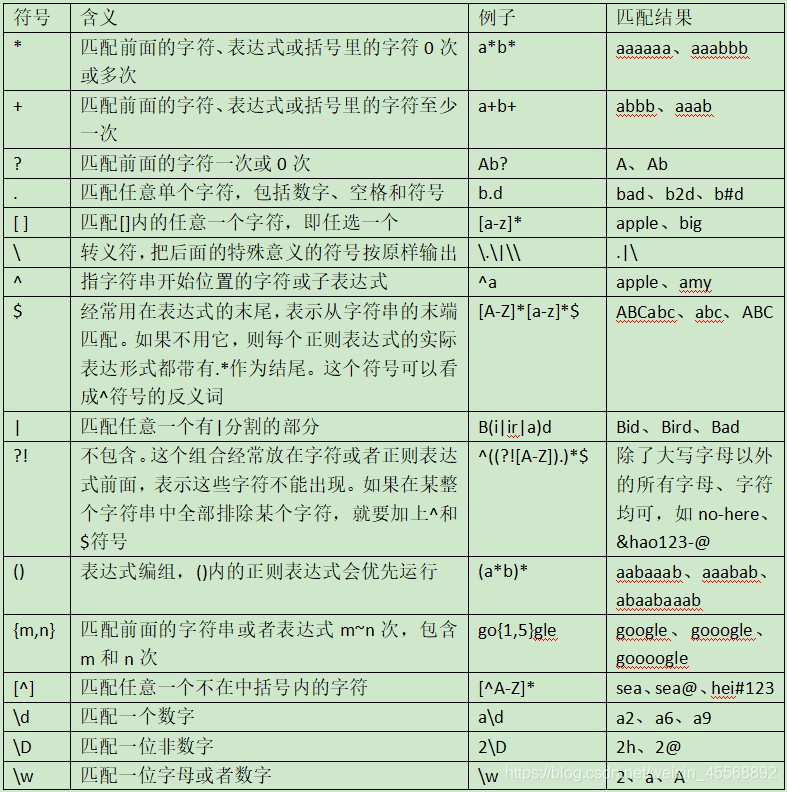 符号 含义 例子 匹配结果
* 匹配前面的字符、表达式或括号里的字符0次 a*b* aaaaaa、aaabbb
或多次
+ 匹配前面的字符、表达式或括号里的字符至少 a+b+ abbb、aaab
一次
? 匹配前面的字符一次或0次 Ab? A、Ab
. 匹配任意单个字符，包括数字、空格和符号 b.d bad、b2d、b#d
[ ] 匹配[]内的任意一个字符，即任选一个 [a-z]* apple、big
\ 转义符，把后面的特殊意义的符号按原样输出 \.\|\\ .|\
^ 指字符串开始位置的字符或子表达式 ^a apple、amy
$ 经常用在表达式的末尾，表示从字符串的末端 [A-Z]*[a-z]*$ ABCabc、abc、ABC
匹配。如果不用它，则每个正则表达式的实际
表达形式都带有.*作为结尾。这个符号可以看
成^符号的反义词
| 匹配任意一个有|分割的部分 B(i|ir|a)d Bid、Bird、Bad
?! 不包含。这个组合经常放在字符或者正则表达 ^((?![A-Z]).)*$ 除了大写字母以外
式前面，表示这些字符不能出现。如果在某整 的所有字母、字符
个字符串中全部排除某个字符，就要加上^和 均可，如no-here、
$符号 &hao123-@
() 表达式编组，()内的正则表达式会优先运行 (a*b)* aabaaab、aaabab、
abaabaaab
{m,n} 匹配前面的字符串或者表达式m~n次，包含 go{1,5}gle google、gooogle、
m和n次 goooogle
[^] 匹配任意一个不在中括号内的字符 [^A-Z]* sea、sea@、hei#123
\d 匹配一个数字 a\d a2、a6、a9
\D 匹配一位非数字 2\D 2h、2@
\w 匹配一位字母或者数字 \w 2、a、A
https://blog.csdn.net/weixin_45568892